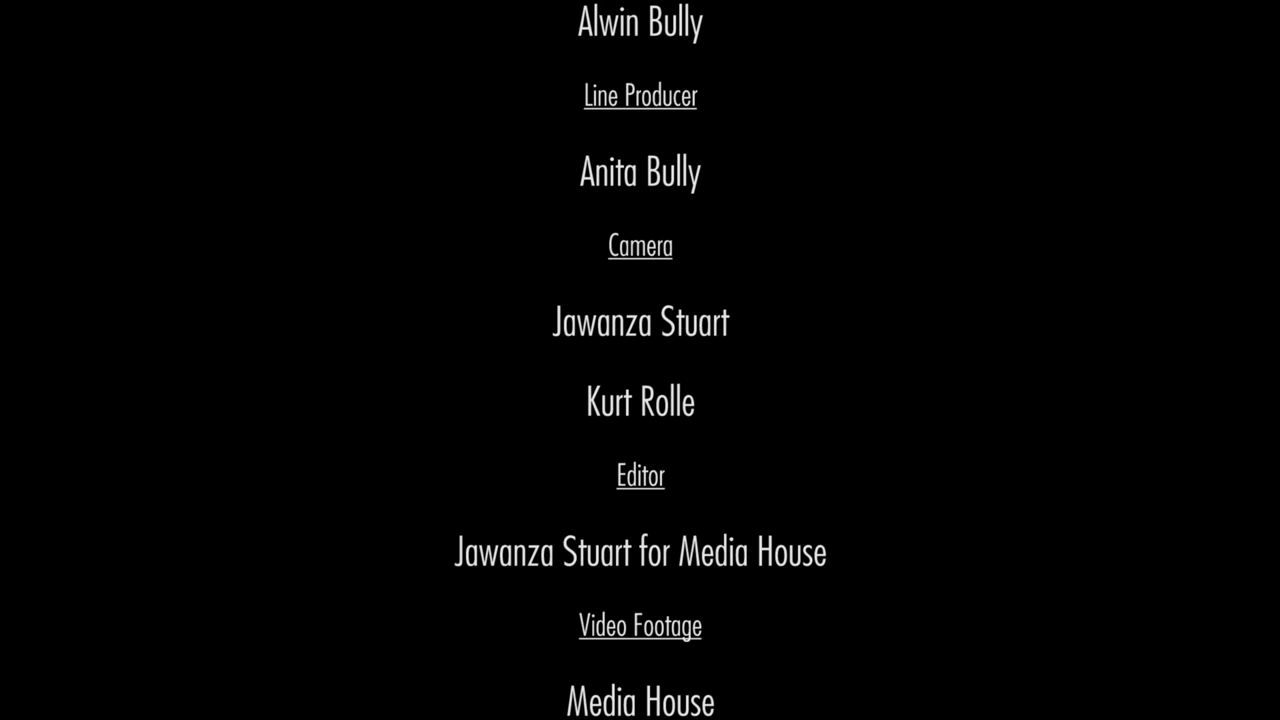 Alwin Bully
Line Producer
Anita Bully
Camera
Jawanza Stuart
Kurt Rolle
Editor
Jawanza Stuart for Media House
Video Footage
Media House